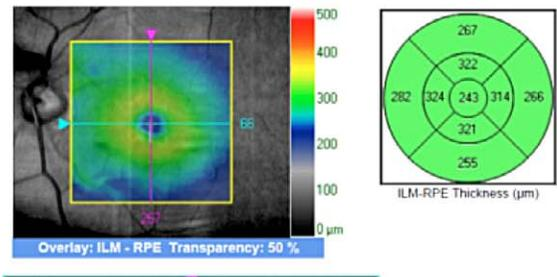 500
400
300
200
100
0 µm
66
257
Overlay: ILM - RPE Transparency: 50 %
267
322
282 324 243 314 266
321
255
ILM-RPE Thickness (µm)